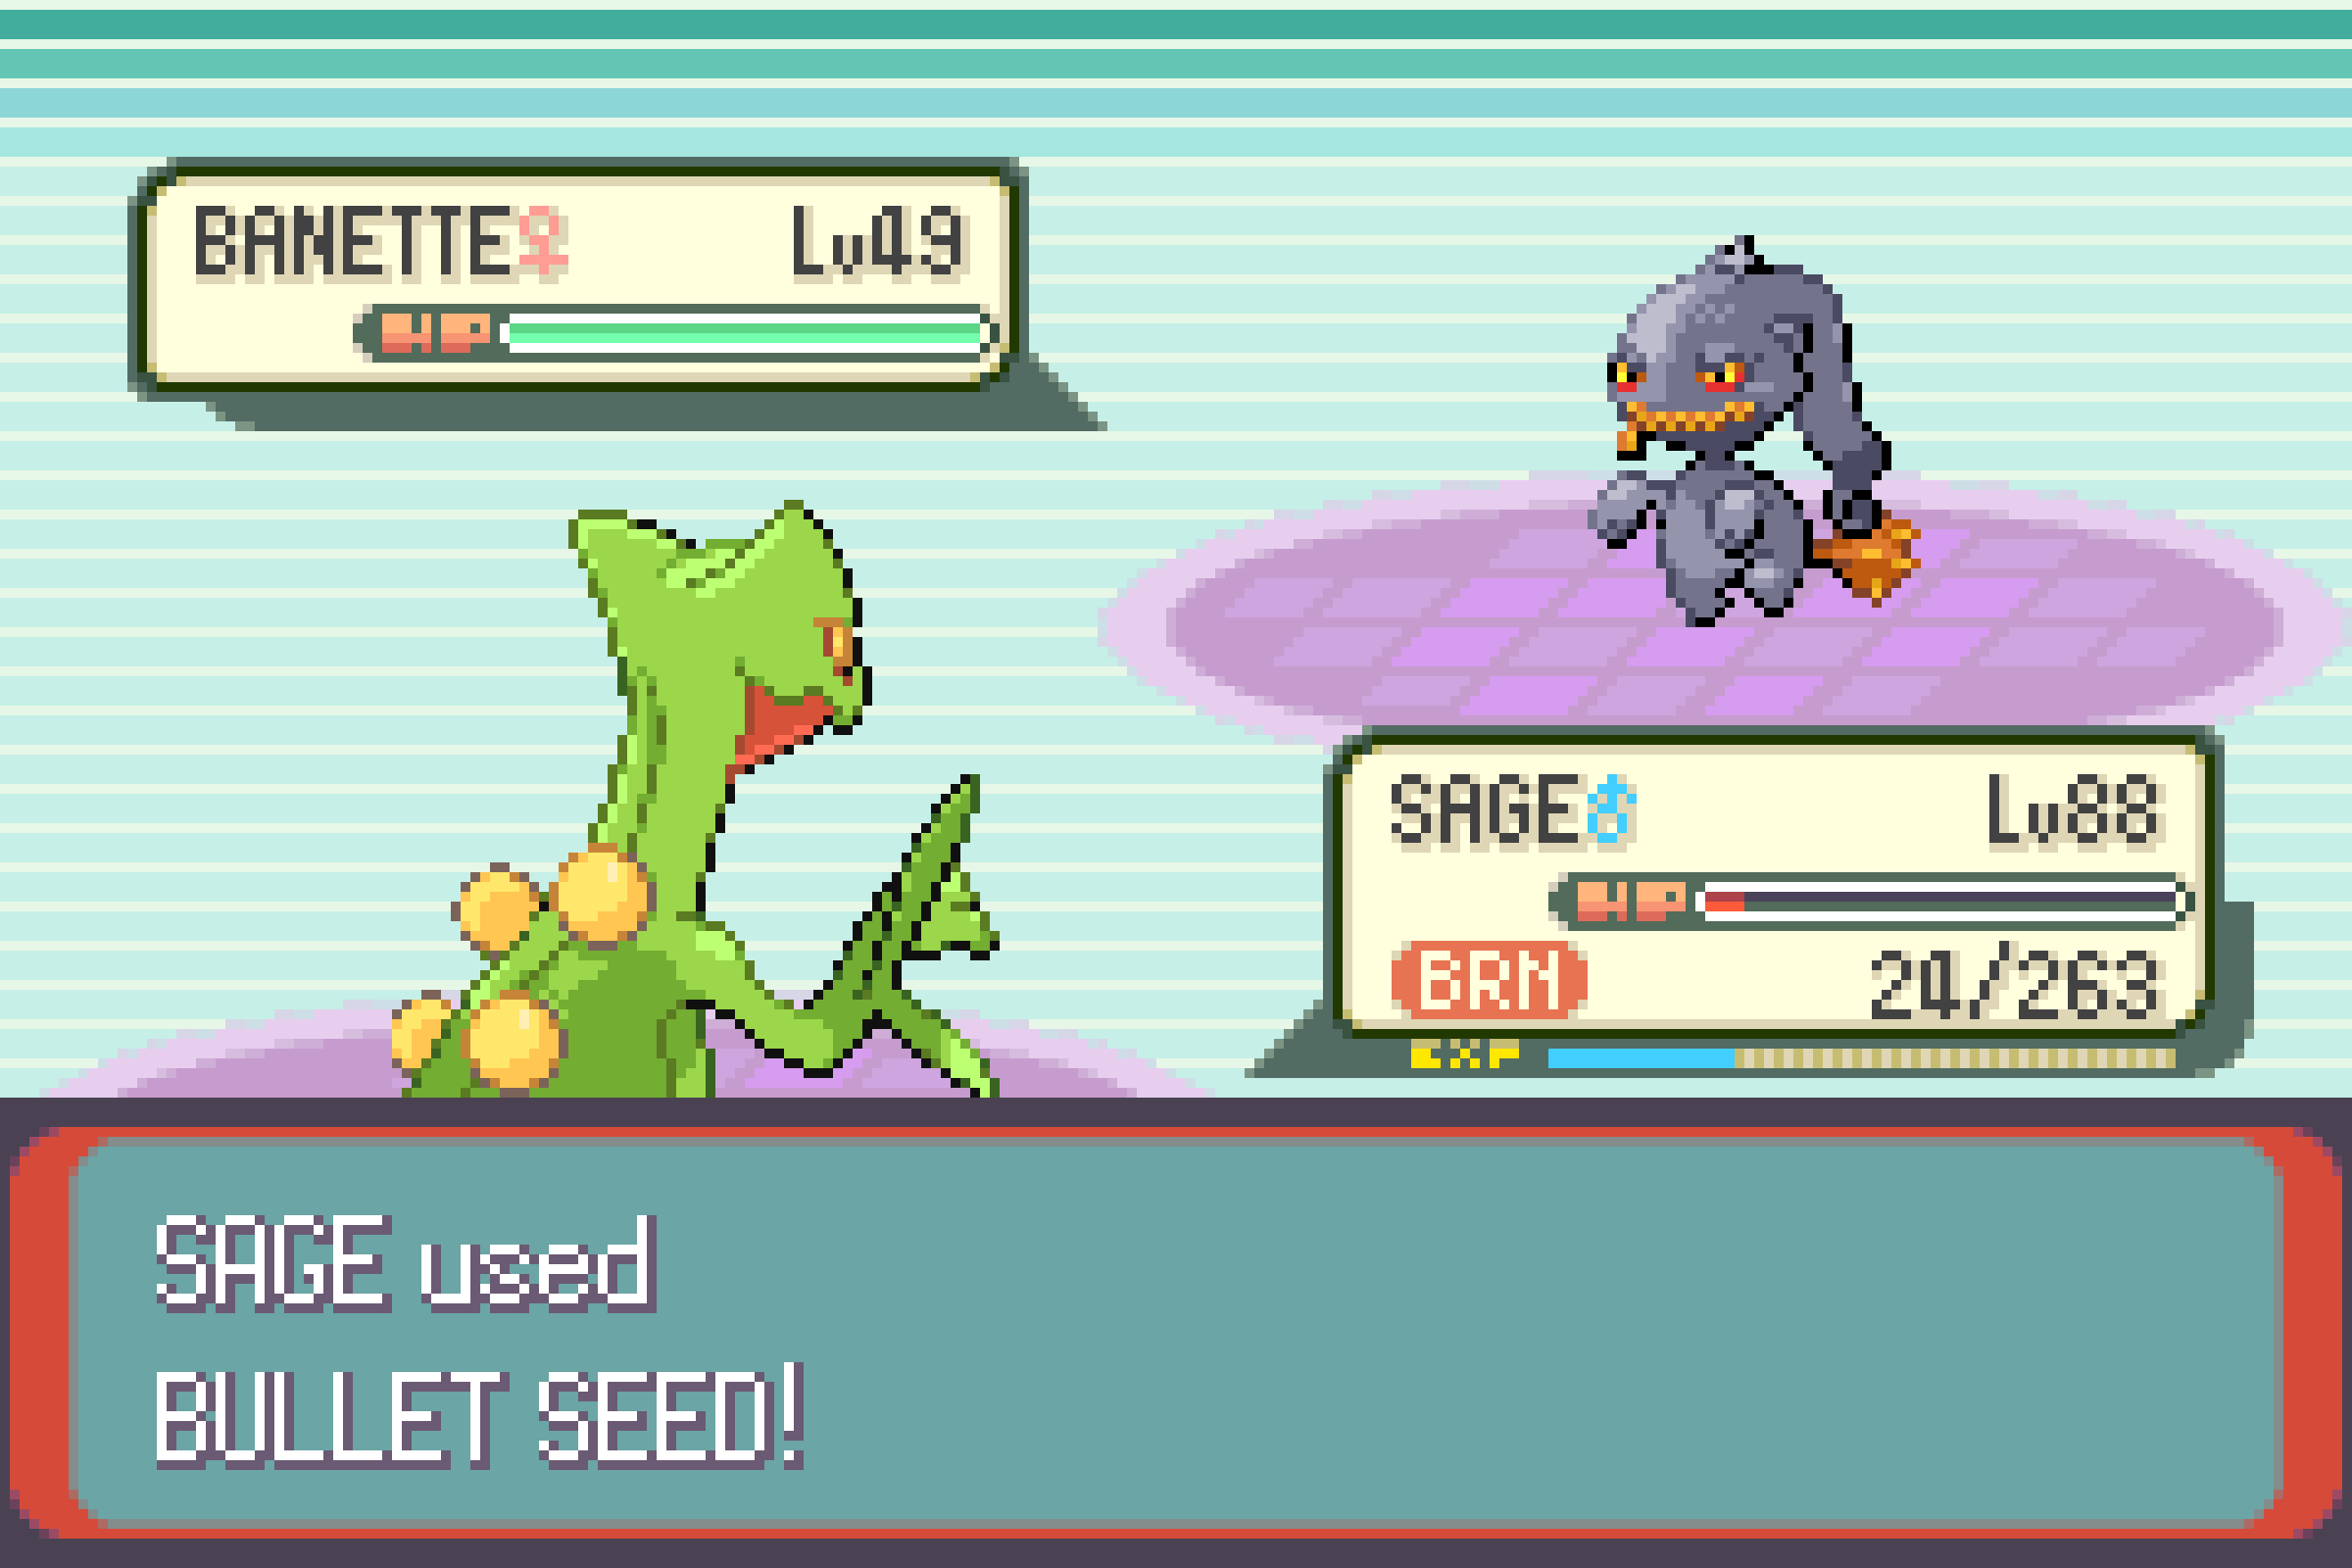 BANETTE♀ Lv49
HP
SAGE♂ Lv88
HP
BRN 24/263
EXP
SAGE used
BULLET SEED!